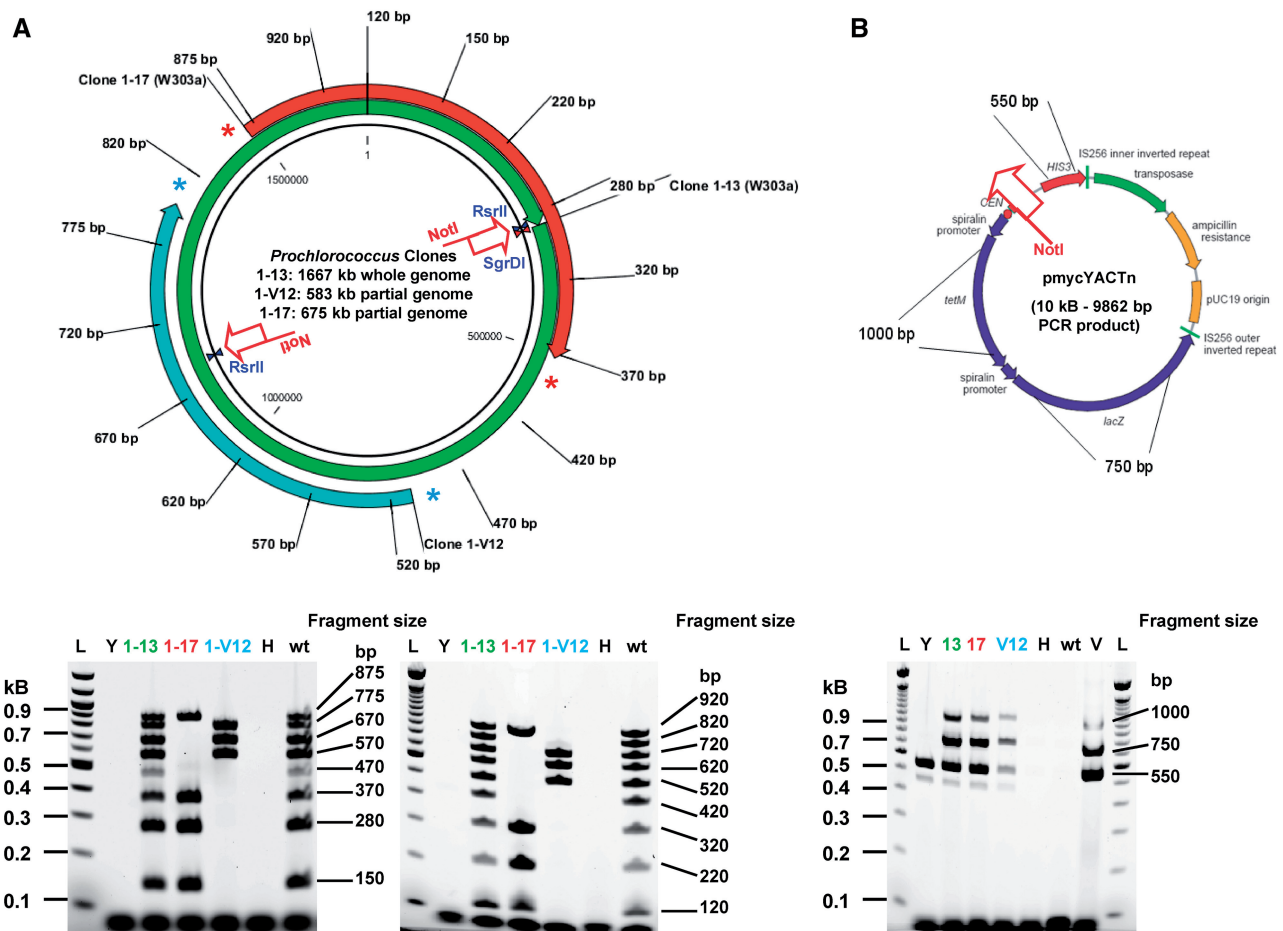 A
120 bp
920 bp
150 bp
875 bp
Clone 1-17 (W303a)
220 bp
*
820 bp
*
1
1500000
280 bp
Clone 1-13 (W303a)
RsrII
NotI
775 bp
SgrDI
Prochlorococcus Clones
1-13: 1667 kb whole genome
1-V12: 583 kb partial genome
1-17: 675 kb partial genome
320 bp
720 bp
NotI
500000
RsrII
370 bp
*
1000000
670 bp
420 bp
620 bp
*
470 bp
570 bp
Clone 1-V12
520 bp
B
550 bp
HIS3
IS256 inner inverted repeat
transposase
CEN
spiralin
promoter
NotI
ampicillin
resistance
pmycYACTn
tetM
(10 kB - 9862 bp
PCR product)
pUC19 origin
1000 bp
IS256 outer
inverted repeat
spiralin
promoter
lacZ
750 bp
Fragment size
L Y 1-13 1-17 1-V12 H wt
bp
kB
0.9
0.7
0.5
0.4
0.3
0.2
0.1
875
775
670
570
470
370
280
150
Fragment size
L Y 1-13 1-17 1-V12 H wt
bp
920
820
720
620
520
420
320
220
120
Fragment size
L Y 13 17 V12 H wt V L
bp
kB
0.9
0.7
0.5
0.4
0.3
0.2
0.1
1000
750
550